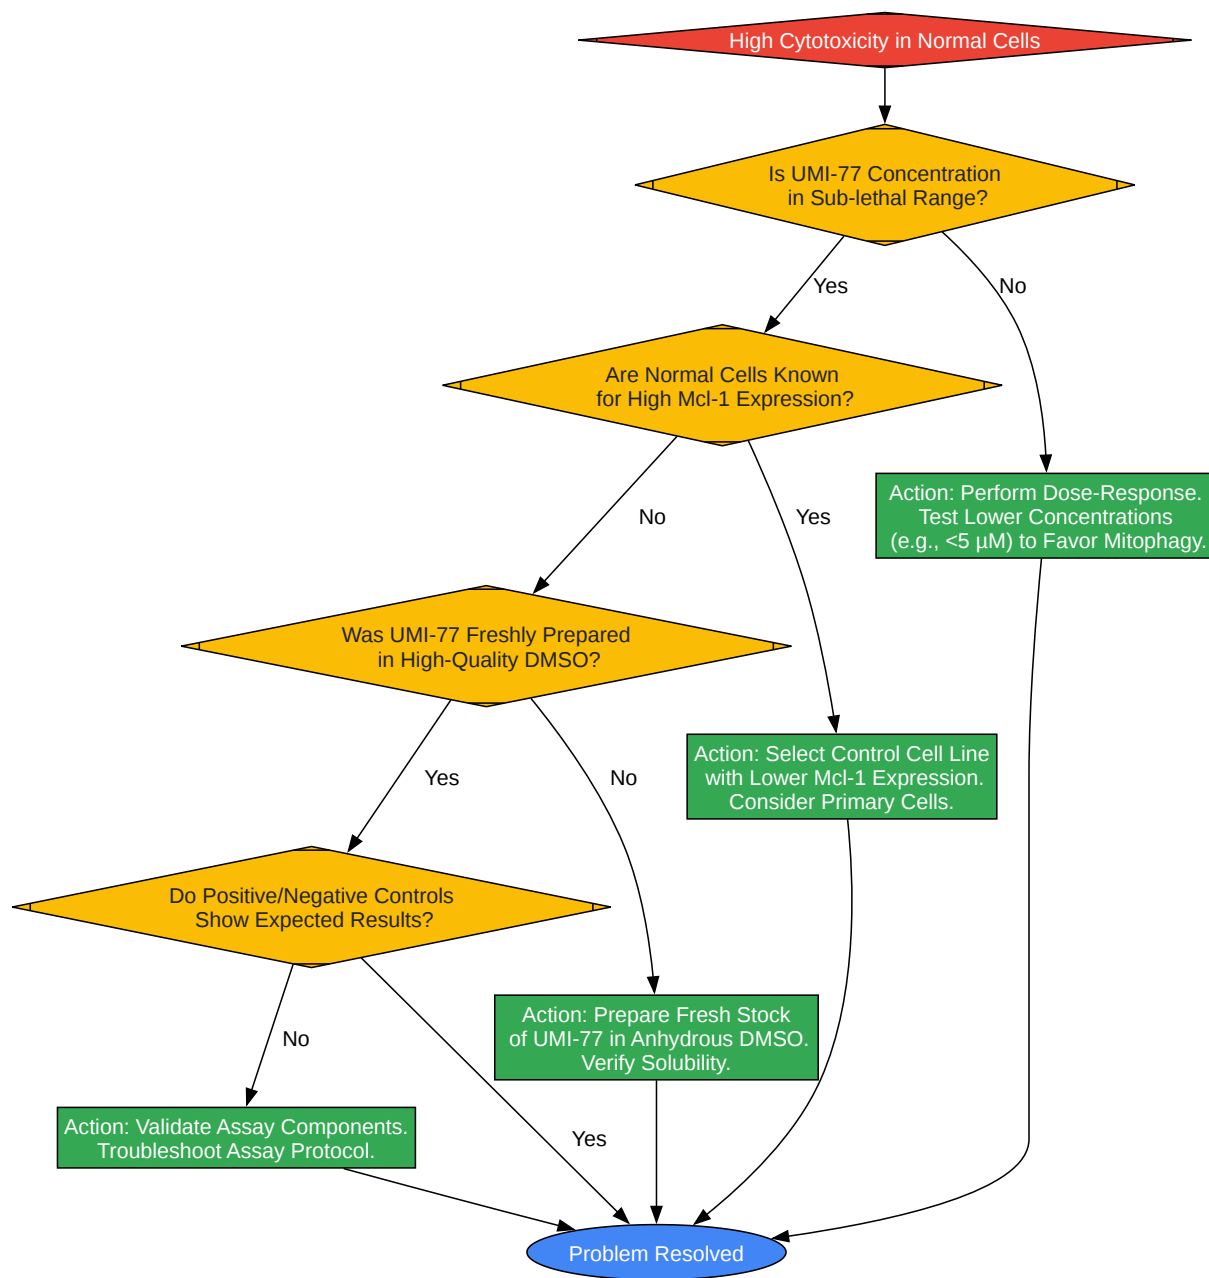 High Cytotoxicity in Normal Cells
Is UMI-77 Concentration
in Sub-lethal Range?
Yes
No
Are Normal Cells Known
for High Mcl-1 Expression?
Action: Perform Dose-Response.
Test Lower Concentrations
(e.g., <5 µM) to Favor Mitophagy.
No
Yes
Was UMI-77 Freshly Prepared
in High-Quality DMSO?
Action: Select Control Cell Line
with Lower Mcl-1 Expression.
Consider Primary Cells.
Yes
No
Do Positive/Negative Controls
Show Expected Results?
Action: Prepare Fresh Stock
of UMI-77 in Anhydrous DMSO.
Verify Solubility.
No
Yes
Action: Validate Assay Components.
Troubleshoot Assay Protocol.
Problem Resolved